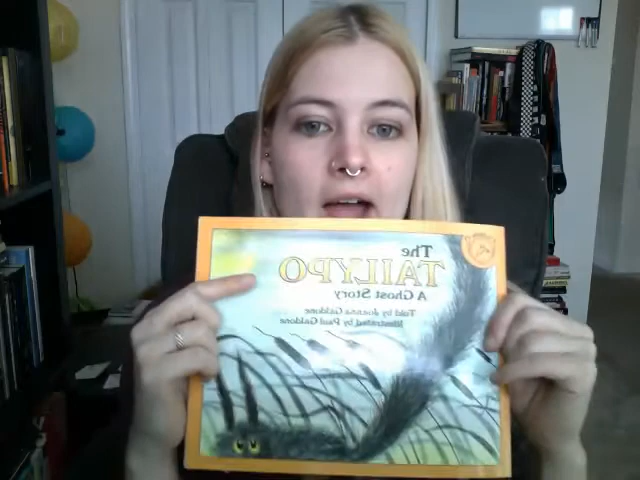 The
TAILYPO
A Ghost Story
Told by Joanna Galdone
Illustrated by Paul Galdone